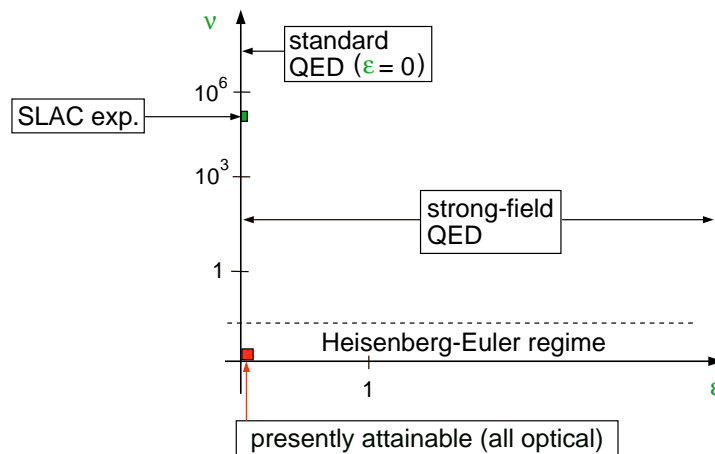 ν
standard
QED (ε = 0)
10⁶
SLAC exp.
10³
strong-field
QED
1
Heisenberg-Euler regime
1
ε
presently attainable (all optical)